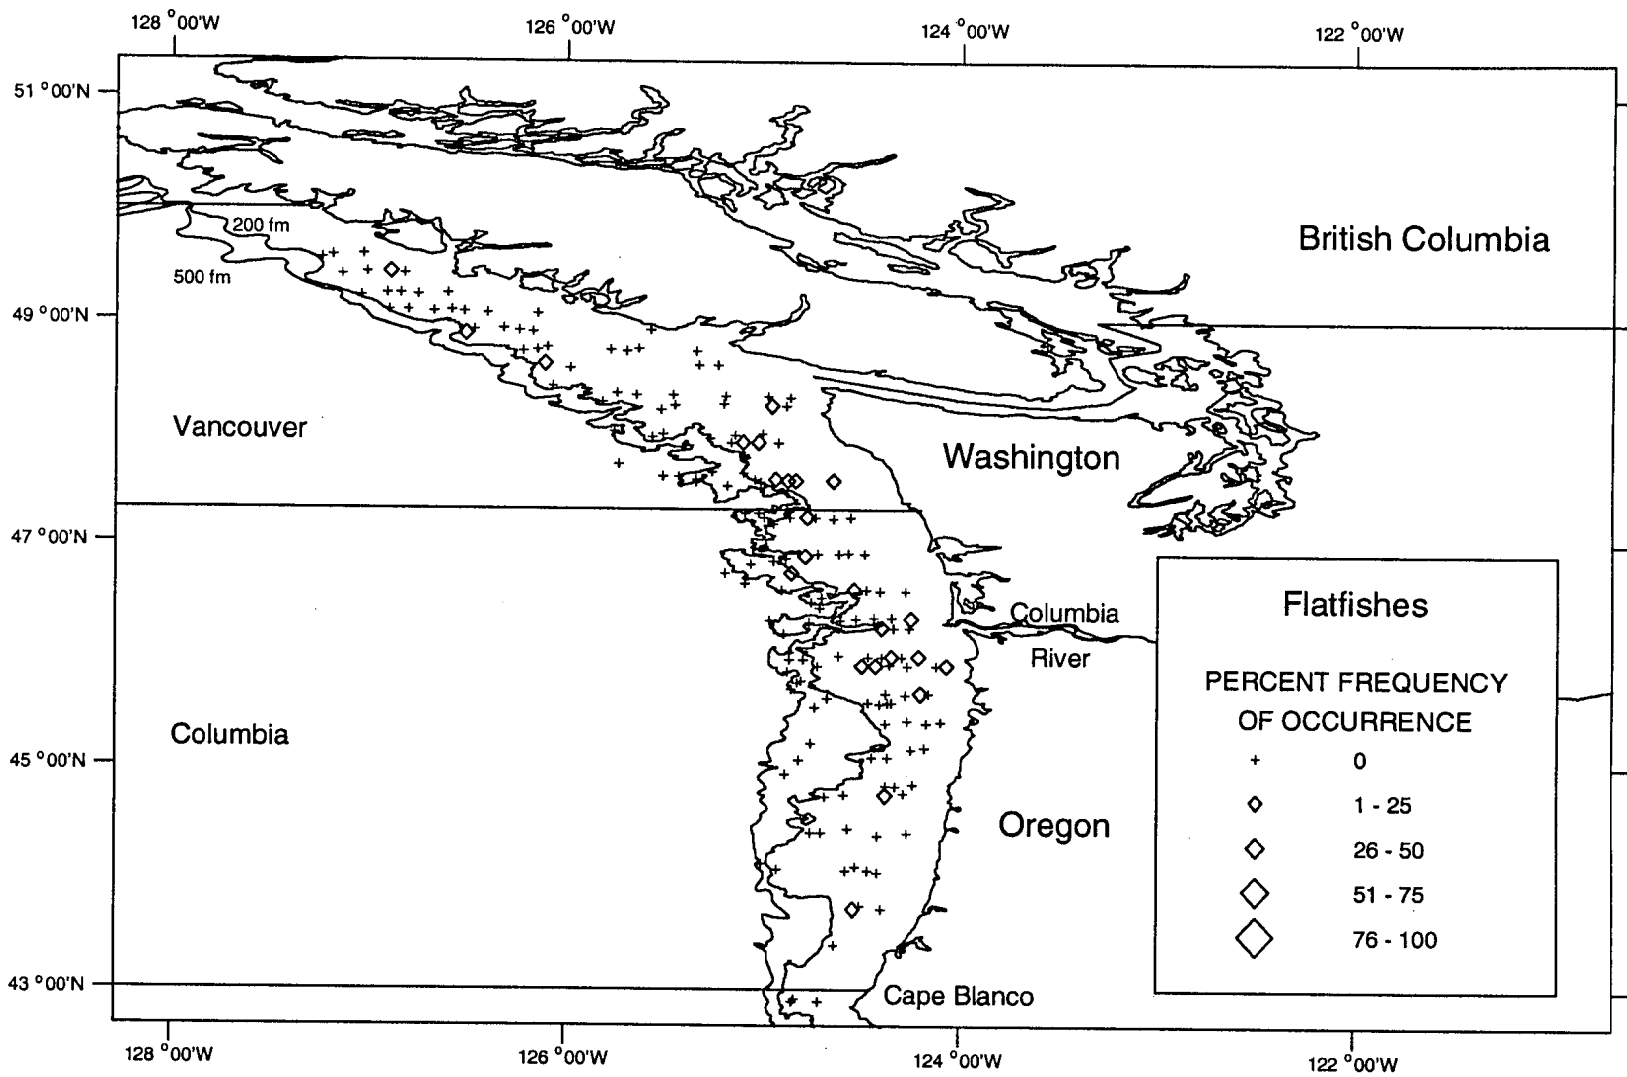 128 °00'W
126 °00'W
124 °00'W
122 °00'W
51 °00'N
200 fm
British Columbia
500 fm
49 °00'N
Vancouver
Washington
47 °00'N
Flatfishes
Columbia
River
PERCENT FREQUENCY
OF OCCURRENCE
Columbia
0
45 °00'N
1 - 25
Oregon
26 - 50
51 - 75
76 - 100
43 °00'N
Cape Blanco
128 °00'W
126 °00'W
124 °00'W
122 °00'W